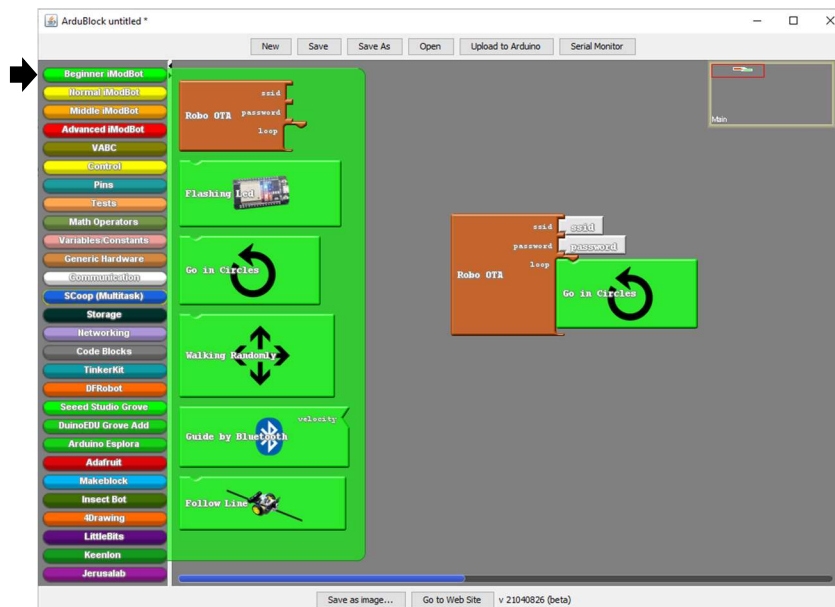 ArduBlock untitled *
New Save Save As Open Upload to Arduino Serial Monitor
Beginner iModBot
Normal iModBot
Middle iModBot
Advanced iModBot
VABC
Control
Pins
Tests
Math Operators
Variables/Constants
Generic Hardware
Communication
SCoop (Multitask)
Storage
Networking
Code Blocks
TinkerKit
DFRobot
Seeed Studio Grove
DuinoEDU Grove Add
Arduino Esplora
Adafruit
Makeblock
Insect Bot
4Drawing
LittleBits
Keenlon
Jerusalab
ssid
Robo OTA password
loop
Flashing Led
Go in Circles
Walking Randomly
velocity
Guide by Bluetooth
Follow Line
Main
ssid ssid
password password
loop
Robo OTA
Go in Circles
Save as image... Go to Web Site v 21040826 (beta)